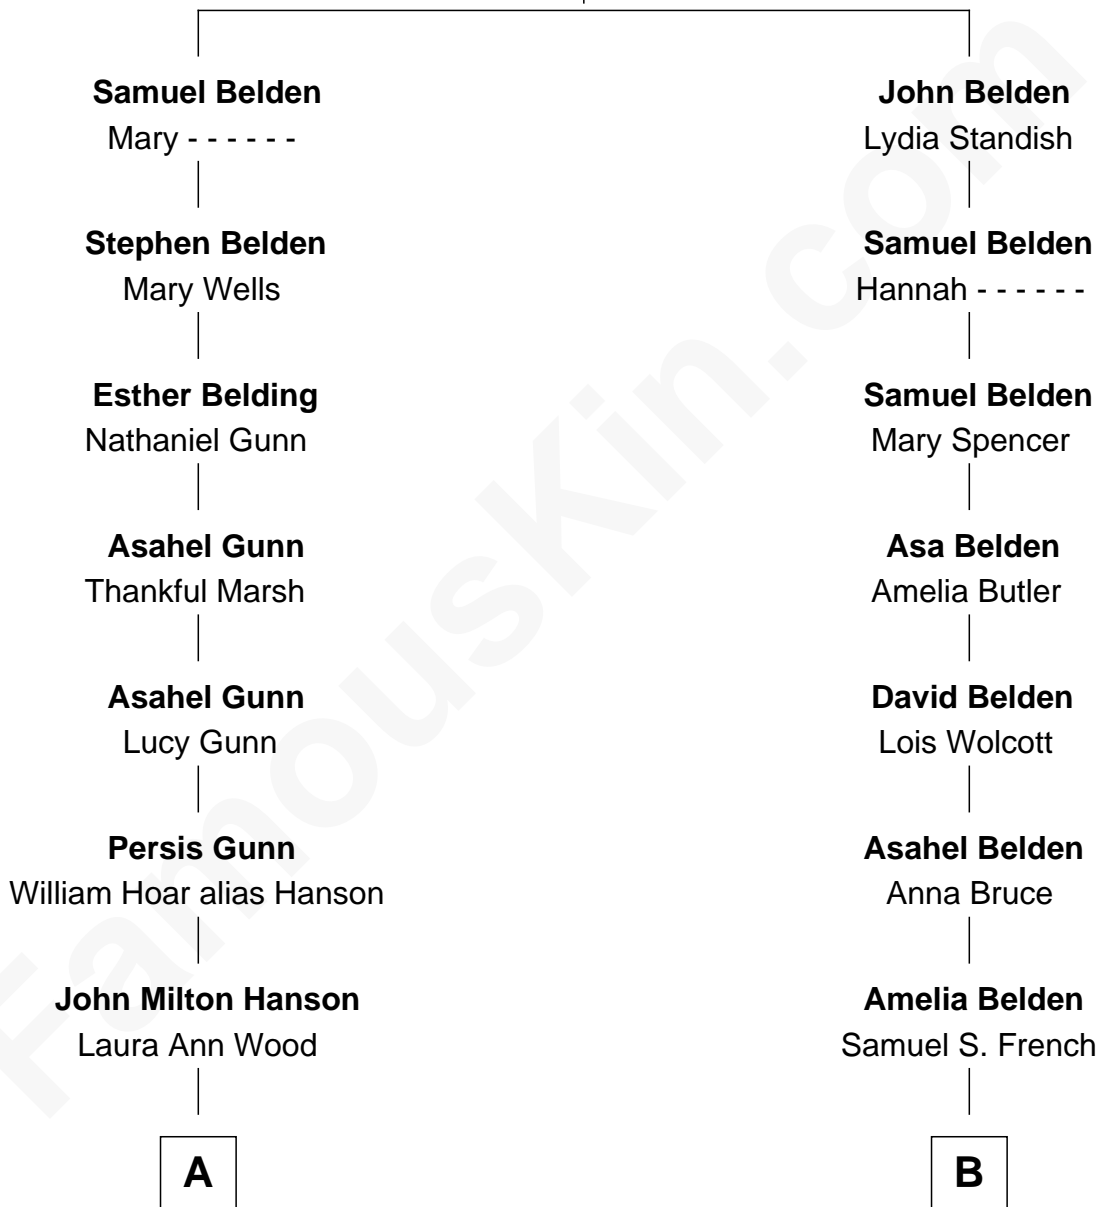 Samuel Belden
Mary - - - - - -
Stephen Belden
Mary Wells
Esther Belding
Nathaniel Gunn
Asahel Gunn
Thankful Marsh
Asahel Gunn
Lucy Gunn
Persis Gunn
William Hoar alias Hanson
John Milton Hanson
Laura Ann Wood
A
John Belden
Lydia Standish
Samuel Belden
Hannah - - - - - -
Samuel Belden
Mary Spencer
Asa Belden
Amelia Butler
David Belden
Lois Wolcott
Asahel Belden
Anna Bruce
Amelia Belden
Samuel S. French
B
FamousKin.com